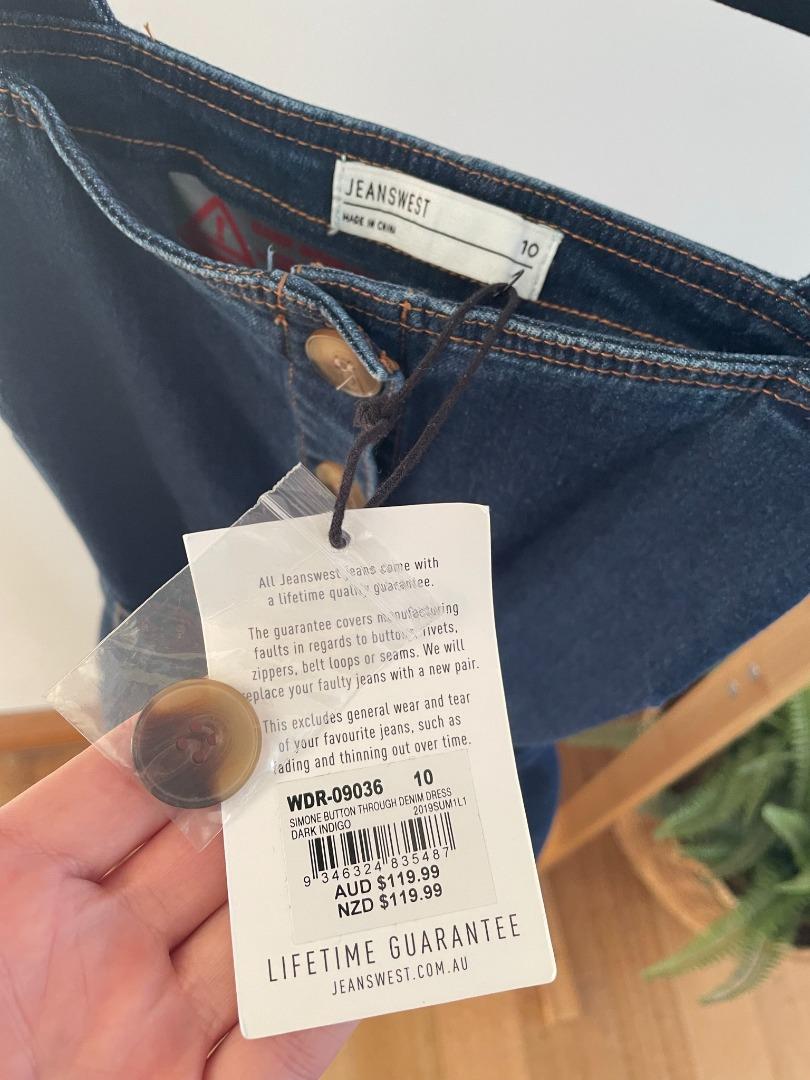 JEANSWEST
MADE IN CHIN
10
All Jeanswest jeans come with
a lifetime quality guarantee.
The guarantee covers manufacturing
faults in regards to buttons, rivets,
zippers, belt loops or seams. We will
eplace your faulty jeans with a new pair.
This excludes general wear and tear
of your favourite jeans, such as
fading and thinning out over time.
WDR-09036 10
SIMONE BUTTON THROUGH DENIM DRESS
DARK INDIGO 2019SUM1L1
9 346324 835487
AUD $119.99
NZD $119.99
LIFETIME GUARANTEE
JEANSWEST.COM.AU